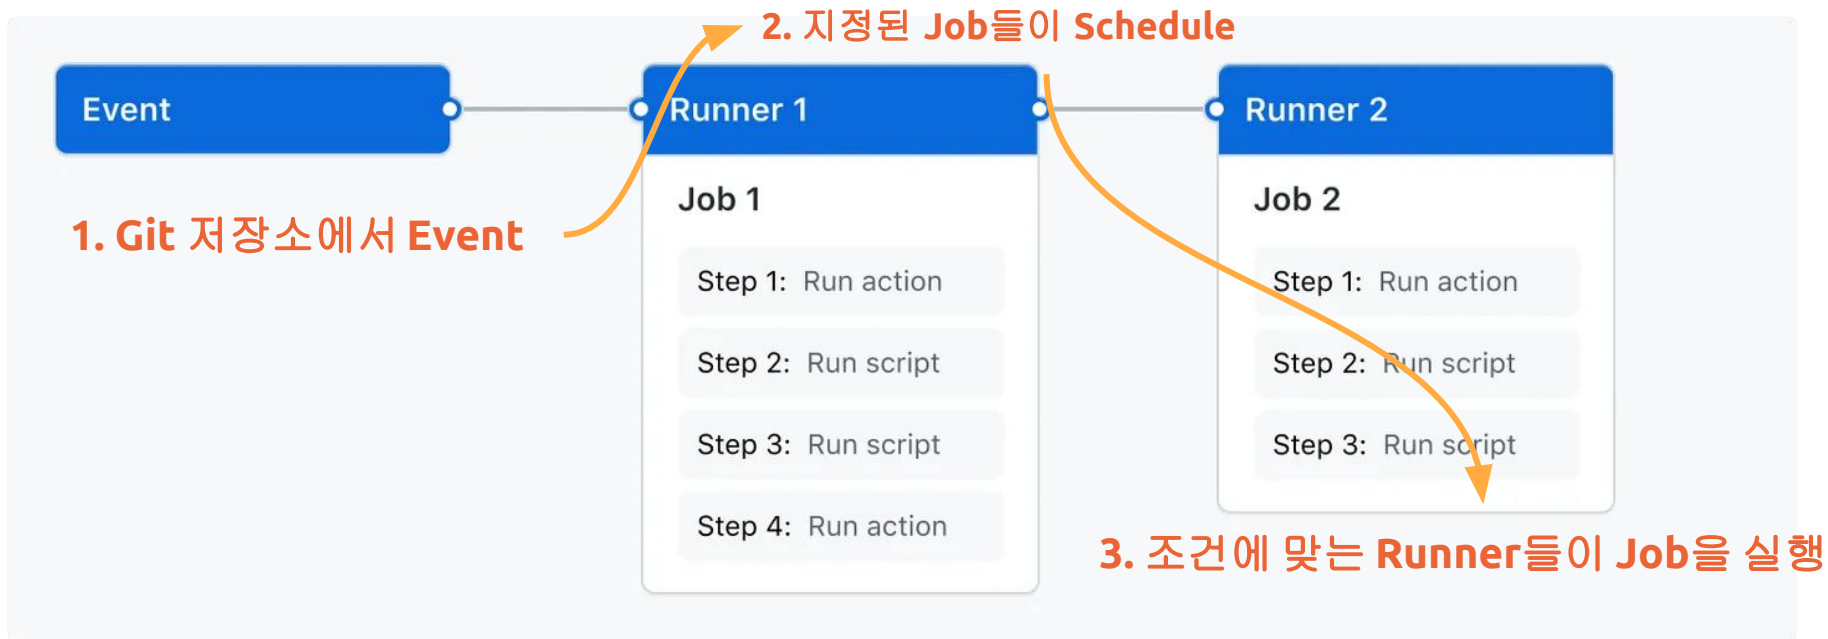 2. 지정된 Job들이 Schedule
Event
Runner 1
Runner 2
1. Git 저장소에서 Event
Job 1
Step 1: Run action
Step 2: Run script
Step 3: Run script
Step 4: Run action
Job 2
Step 1: Run action
Step 2: Run script
Step 3: Run script
3. 조건에 맞는 Runner들이 Job을 실행